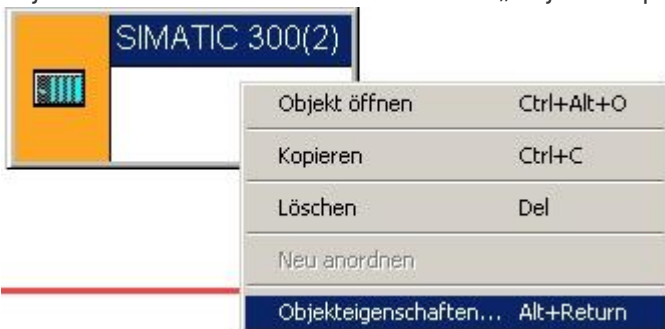 SIMATIC 300(2)
Objekt öffnen Ctrl+Alt+O
Kopieren Ctrl+C
Löschen Del
Neu anordnen
Objekteigenschaften... Alt+Return